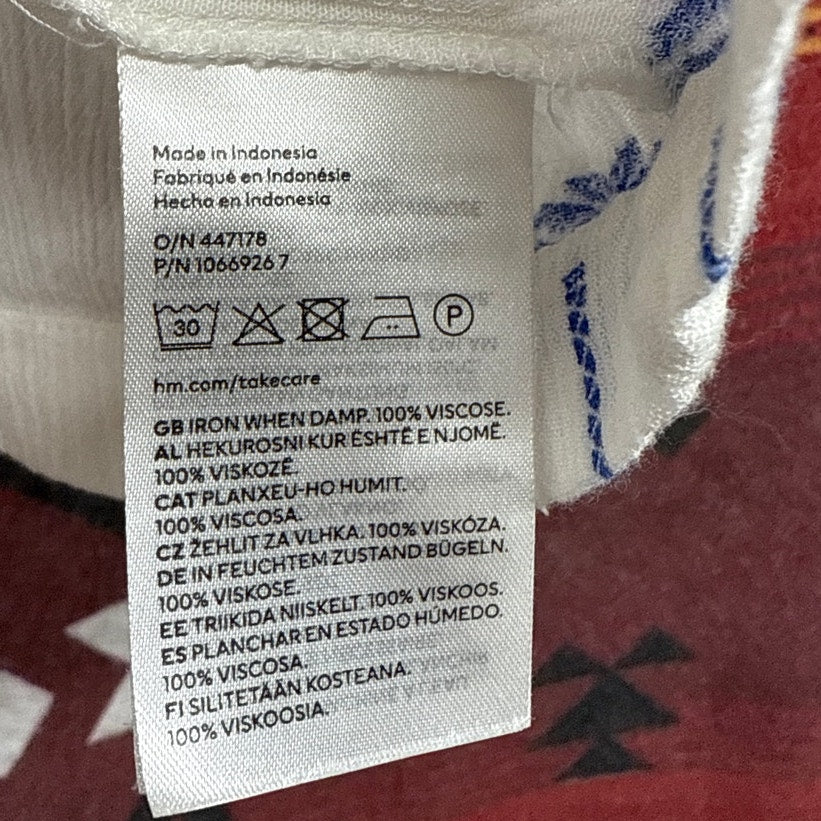 Made in Indonesia
Fabriqué en Indonésie
Hecho en Indonesia
O/N 447178
P/N 1066926 7
30
P
hm.com/takecare
GB IRON WHEN DAMP. 100% VISCOSE.
AL HEKUROSNI KUR ËSHTË E NJOMË.
100% VISKOZË.
CAT PLANXEU-HO HUMIT.
100% VISCOSA.
CZ ŽEHLIT ZA VLHKA. 100% VISKÓZA.
DE IN FEUCHTEM ZUSTAND BÜGELN.
100% VISKOSE.
EE TRIIKIDA NIISKELT. 100% VISKOOS.
ES PLANCHAR EN ESTADO HÚMEDO.
100% VISCOSA.
FI SILITETÄÄN KOSTEANA.
100% VISKOOSIA.